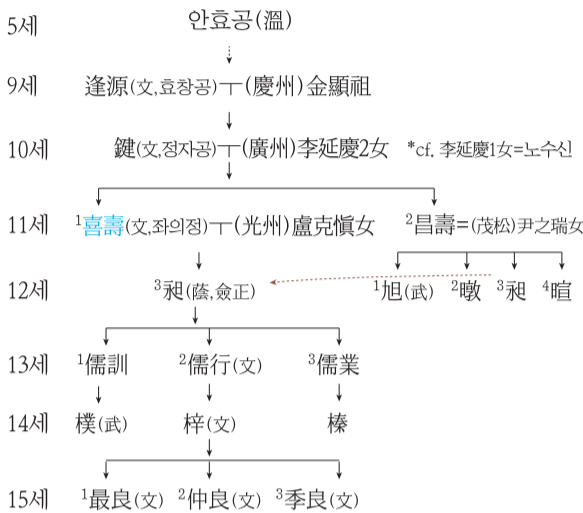 5세 안효공(溫)
9세 逢源(文,효창공)┬(慶州)金顯祖
10세 鍵(文,정자공)┬(廣州)李延慶2女 *cf. 李延慶1女=노수신
11세 1喜壽(文,좌의정)┬(光州)盧克愼女 2昌壽=(茂松)尹之瑞女
12세 3昶(蔭,僉正) 1旭(武) 2暾 3昶 4暄
13세 1儒訓 2儒行(文) 3儒業
14세 樸(武) 梓(文) 榛
15세 1最良(文) 2仲良(文) 3季良(文)